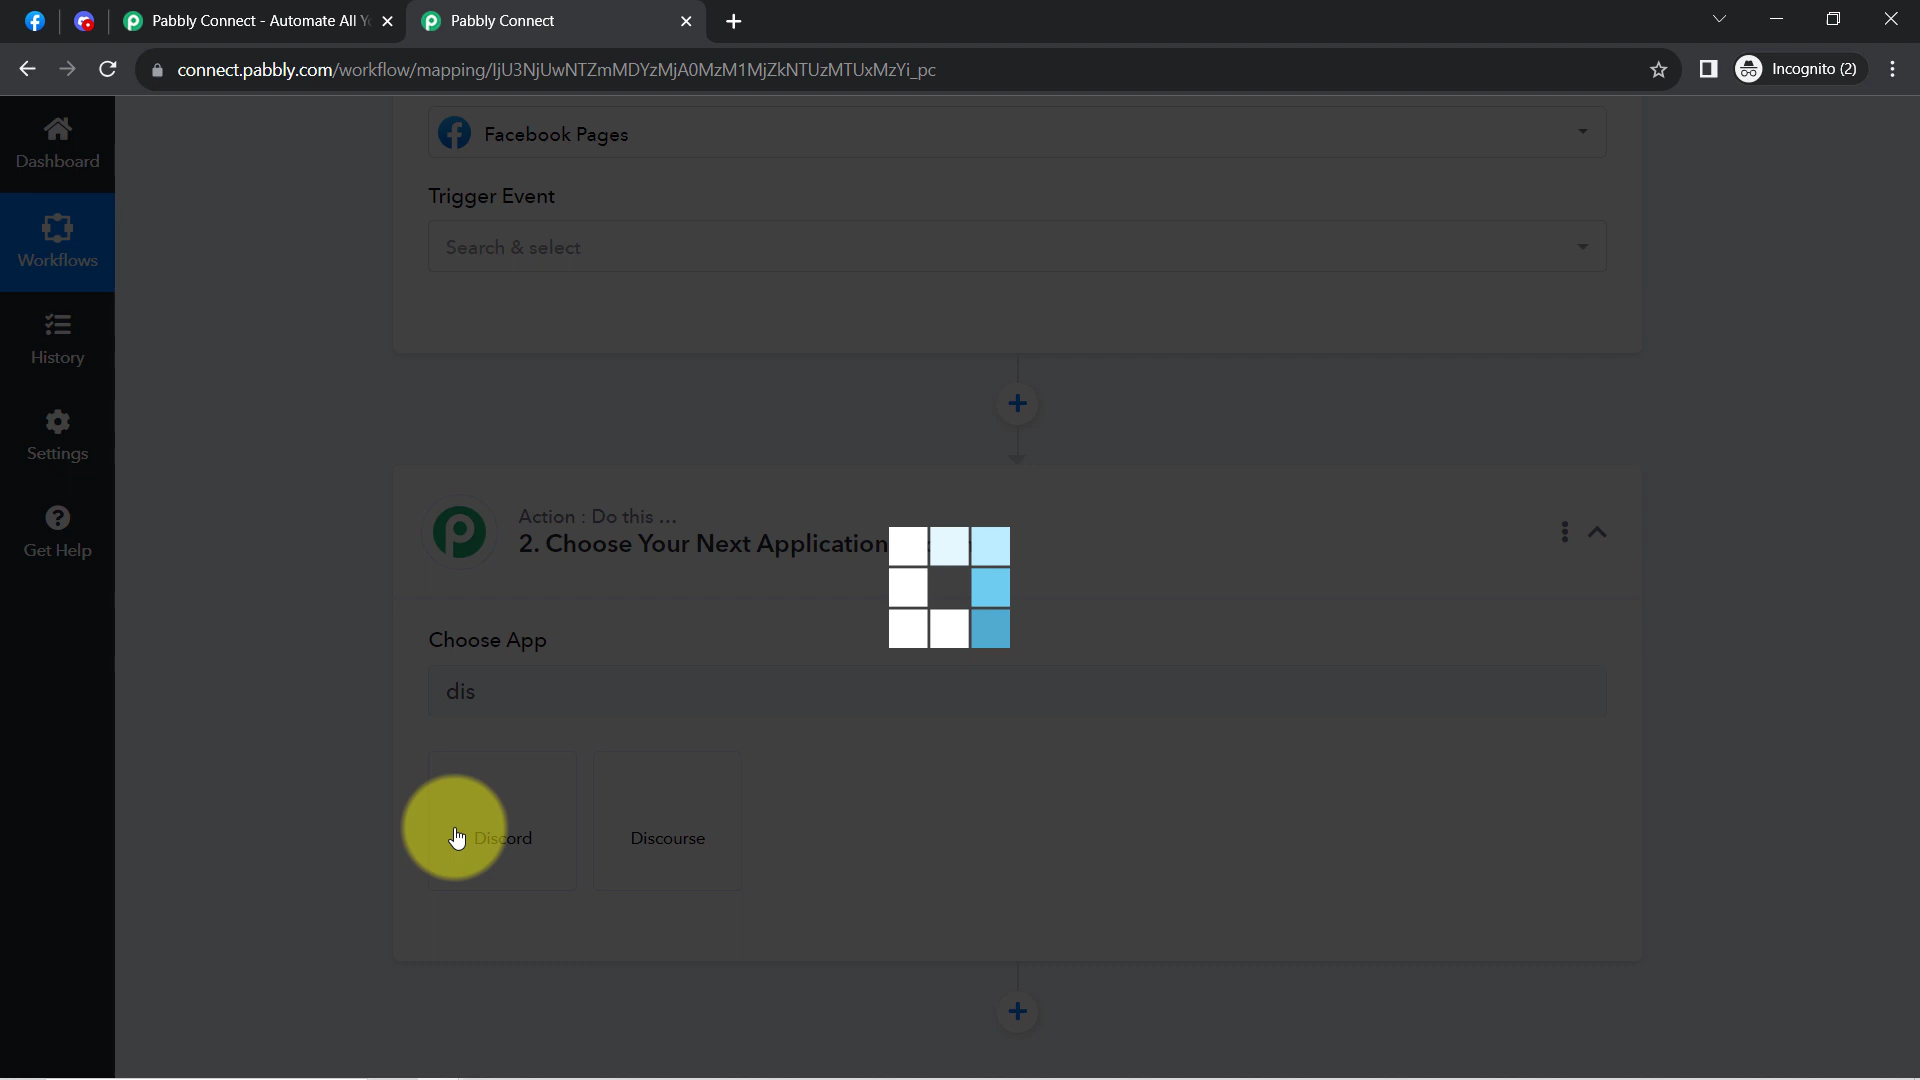 Pabbly Connect - Automate All Y
Pabbly Connect
connect.pabbly.com/workflow/mapping/IjU3NjUwNTZmMDYzMjA0MzM1MjZkNTUzMTUxMzYi_pc
Incognito (2)
Dashboard
Workflows
History
Settings
Get Help
Facebook Pages
Trigger Event
Search & select
Action : Do this ...
2. Choose Your Next Application
Choose App
dis
Discord
Discourse